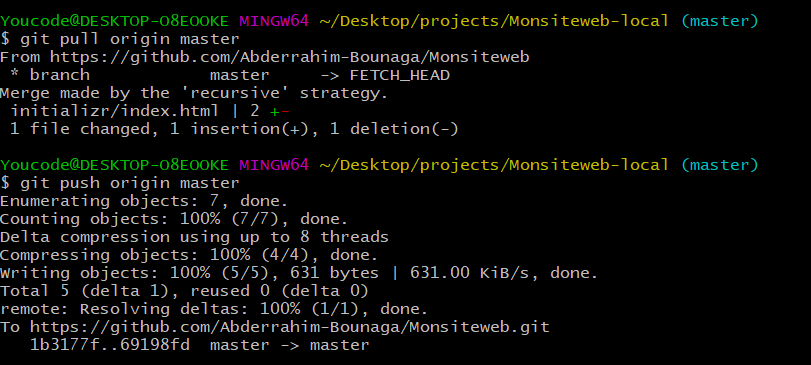 Youcode@DESKTOP-O8EOOKE MINGW64 ~/Desktop/projects/Monsiteweb-local (master)
$ git pull origin master
From https://github.com/Abderrahim-Bounaga/Monsiteweb
 * branch            master     -> FETCH_HEAD
Merge made by the 'recursive' strategy.
 initializr/index.html | 2 +-
 1 file changed, 1 insertion(+), 1 deletion(-)
Youcode@DESKTOP-O8EOOKE MINGW64 ~/Desktop/projects/Monsiteweb-local (master)
$ git push origin master
Enumerating objects: 7, done.
Counting objects: 100% (7/7), done.
Delta compression using up to 8 threads
Compressing objects: 100% (4/4), done.
Writing objects: 100% (5/5), 631 bytes | 631.00 KiB/s, done.
Total 5 (delta 1), reused 0 (delta 0)
remote: Resolving deltas: 100% (1/1), done.
To https://github.com/Abderrahim-Bounaga/Monsiteweb.git
   1b3177f..69198fd  master -> master